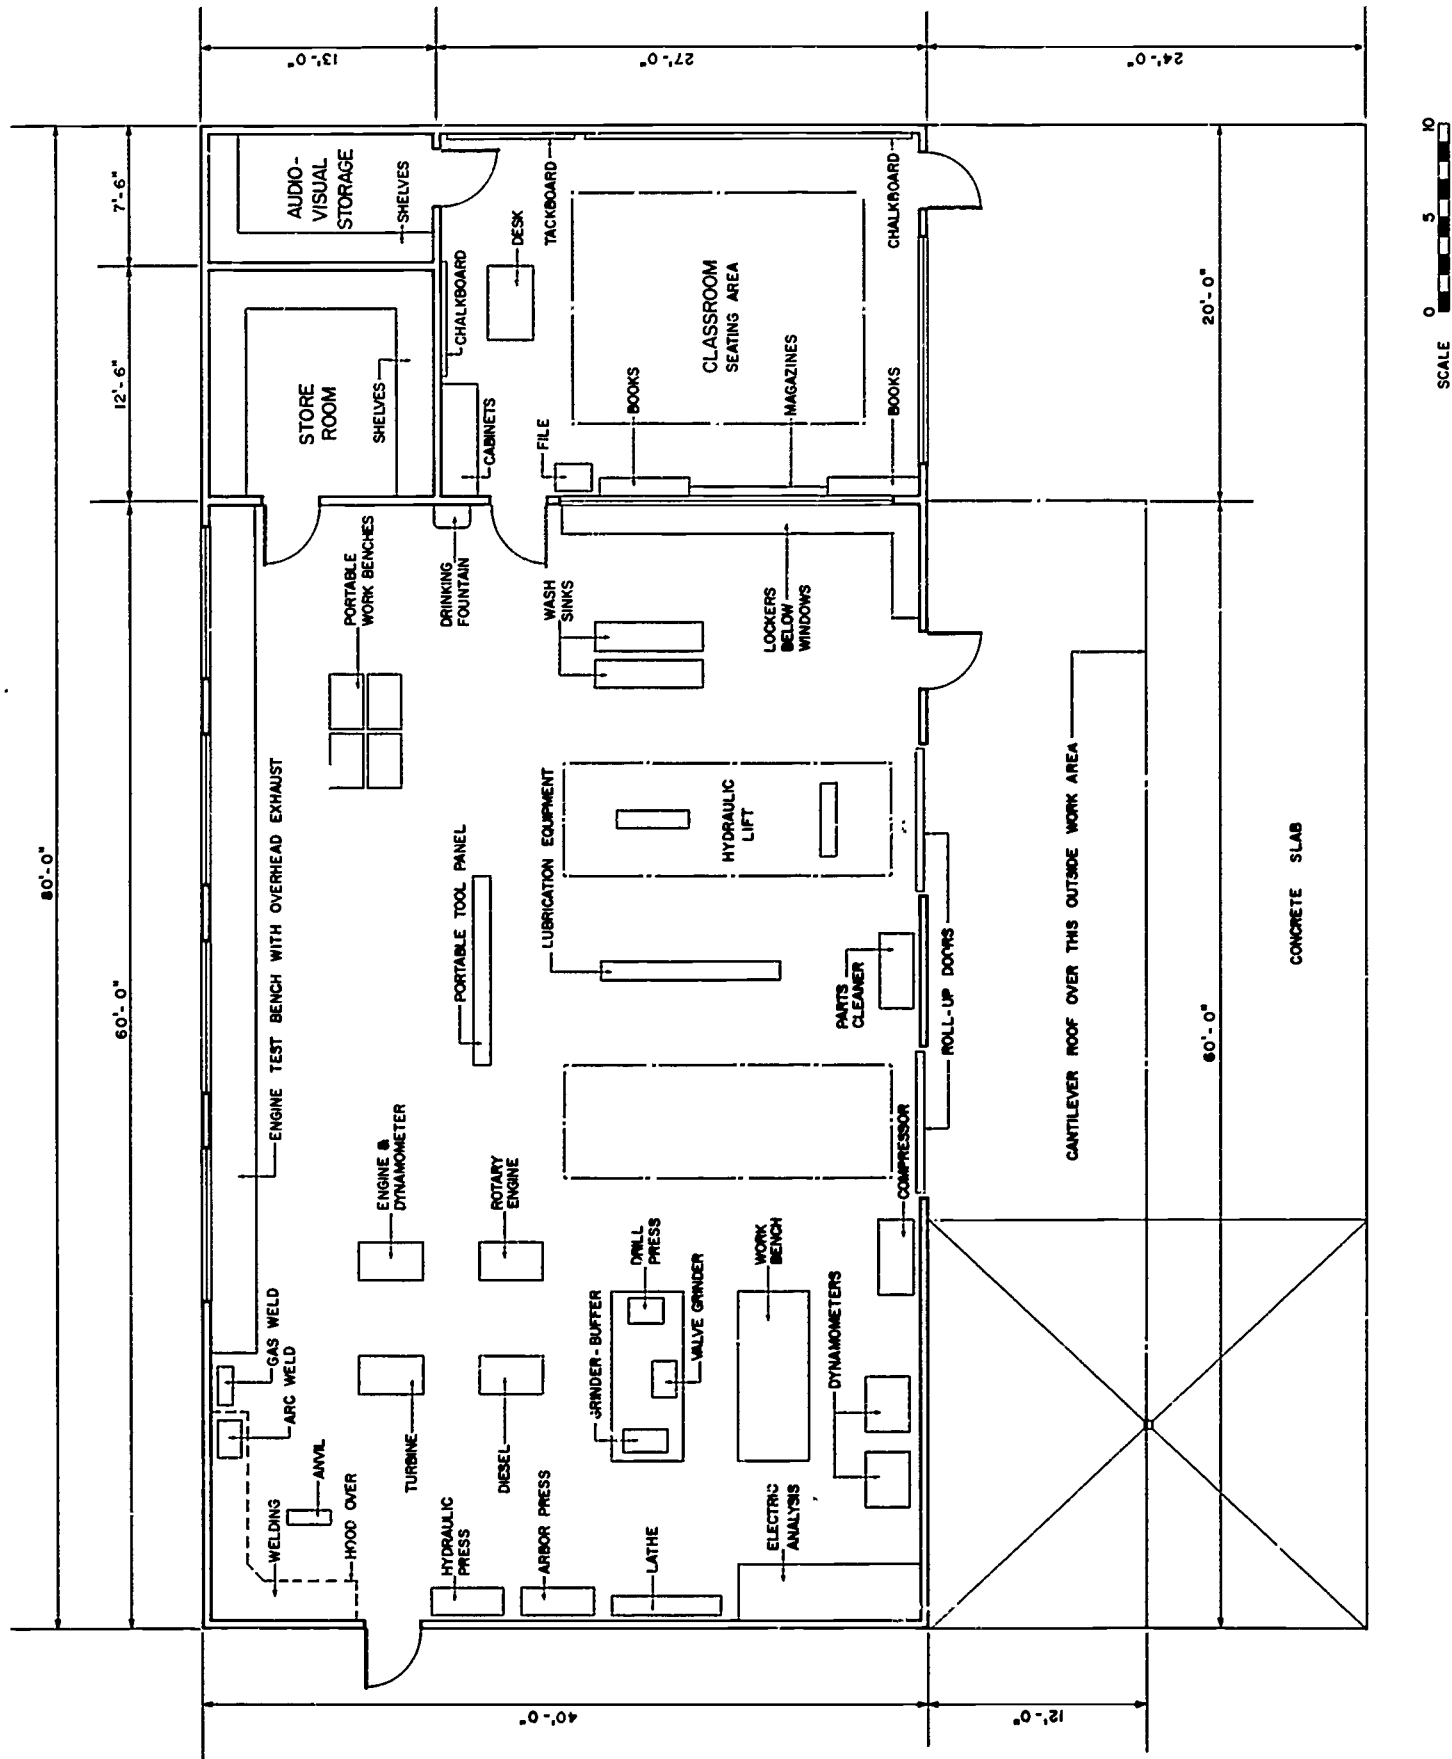 80'-0"
60'-0"
12'-6"
7'-6"
13'-0"
27'-0"
24'-0"
40'-0"
12'-0"
60'-0"
20'-0"
AUDIO-
VISUAL
STORAGE
SHELVES
STORE
ROOM
SHELVES
CHALKBOARD
DESK
TACKBOARD
CHALKBOARD
CLASSROOM
SEATING AREA
CABINETS
FILE
BOOKS
MAGAZINES
BOOKS
ENGINE TEST BENCH WITH OVERHEAD EXHAUST
PORTABLE
WORK BENCHES
DRINKING
FOUNTAIN
WASH
SINKS
LOCKERS
BELOW
WINDOWS
PORTABLE TOOL PANEL
LUBRICATION EQUIPMENT
HYDRAULIC
LIFT
PARTS
CLEANER
ROLL-UP DOORS
ENGINE &
DYNAMOMETER
ROTARY
ENGINE
DRILL
PRESS
VALVE GRINDER
GRINDER-BUFFER
WORK
BENCH
COMPRESSOR
DYNAMOMETERS
GAS WELD
ARC WELD
ANVIL
WELDING
HOOD OVER
TURBINE
DIESEL
HYDRAULIC
PRESS
ARBOR PRESS
LATHE
ELECTRIC
ANALYSIS
CANTILEVER ROOF OVER THIS OUTSIDE WORK AREA
CONCRETE SLAB
SCALE
0 5 10